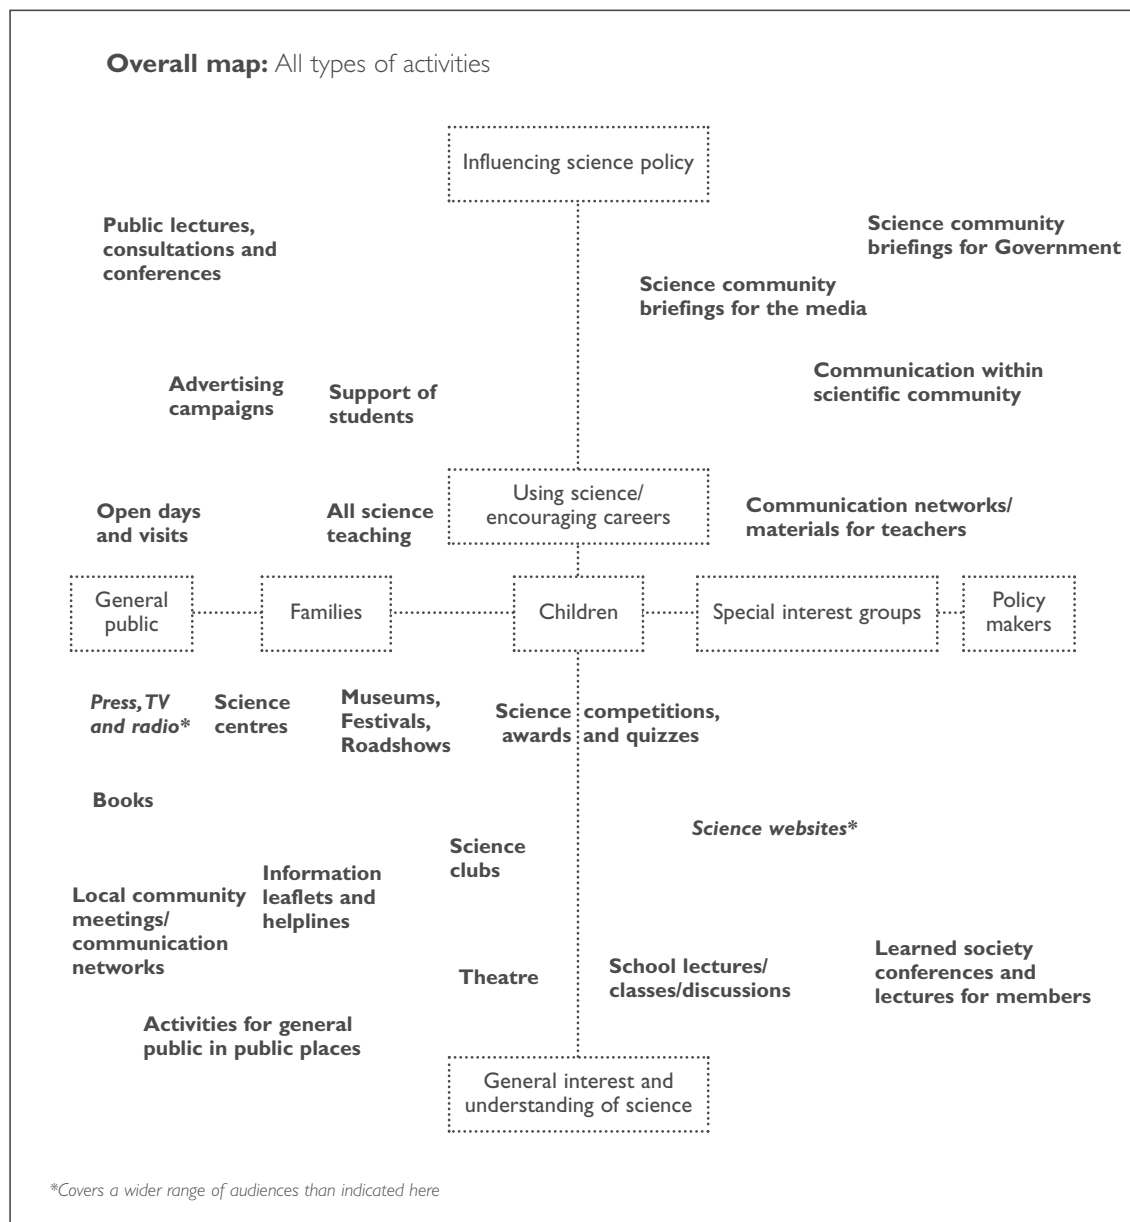 Overall map: All types of activities
Influencing science policy
Public lectures,
consultations and
conferences
Science community
briefings for Government
Science community
briefings for the media
Communication within
scientific community
Advertising
campaigns
Support of
students
Using science/
encouraging careers
Open days
and visits
All science
teaching
Communication networks/
materials for teachers
General
public
Families
Children
Special interest groups
Policy
makers
Press, TV
and radio*
Science
centres
Museums,
Festivals,
Roadshows
Science competitions,
awards and quizzes
Books
Science websites*
Science
clubs
Information
leaflets and
helplines
Local community
meetings/
communication
networks
Theatre
School lectures/
classes/discussions
Learned society
conferences and
lectures for members
Activities for general
public in public places
General interest and
understanding of science
*Covers a wider range of audiences than indicated here